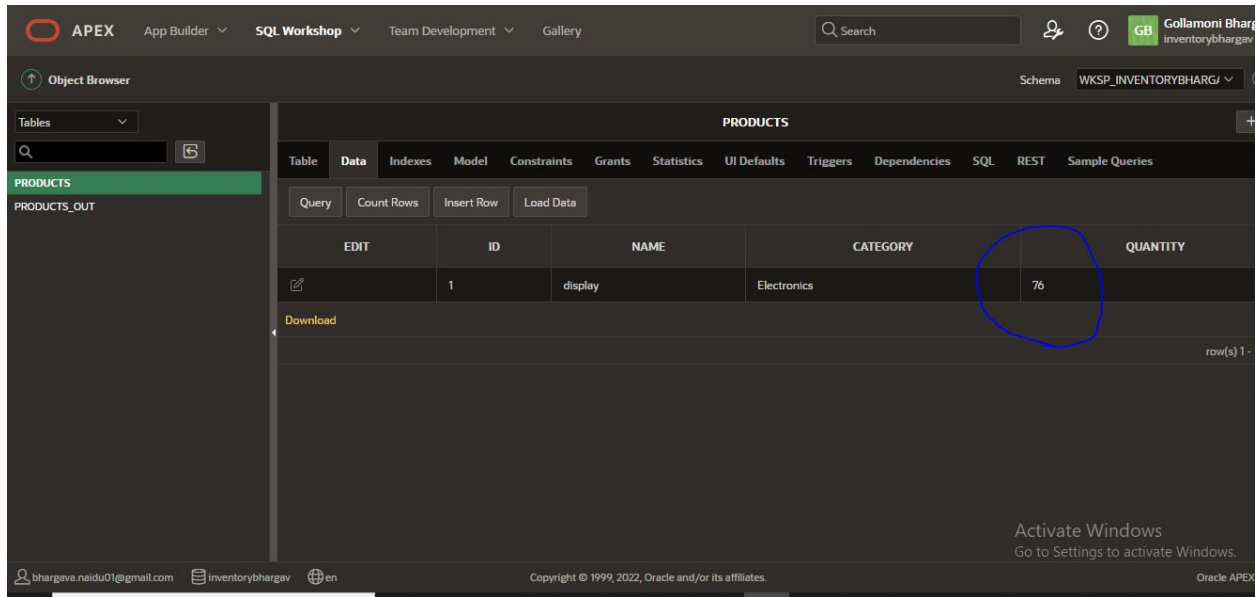 APEX App Builder SQL Workshop Team Development Gallery Search GB Gollamoni Bharg
inventorybhargav
Object Browser Schema WKSP_INVENTORYBHARGA
Tables
PRODUCTS
Table Data Indexes Model Constraints Grants Statistics UI Defaults Triggers Dependencies SQL REST Sample Queries
PRODUCTS
PRODUCTS_OUT
Query Count Rows Insert Row Load Data
EDIT ID NAME CATEGORY QUANTITY
1 display Electronics 76
Download
row(s) 1 -
Activate Windows
Go to Settings to activate Windows.
bhargava.naidu01@gmail.com inventorybhargav en Copyright © 1999, 2022, Oracle and/or its affiliates. Oracle APEX